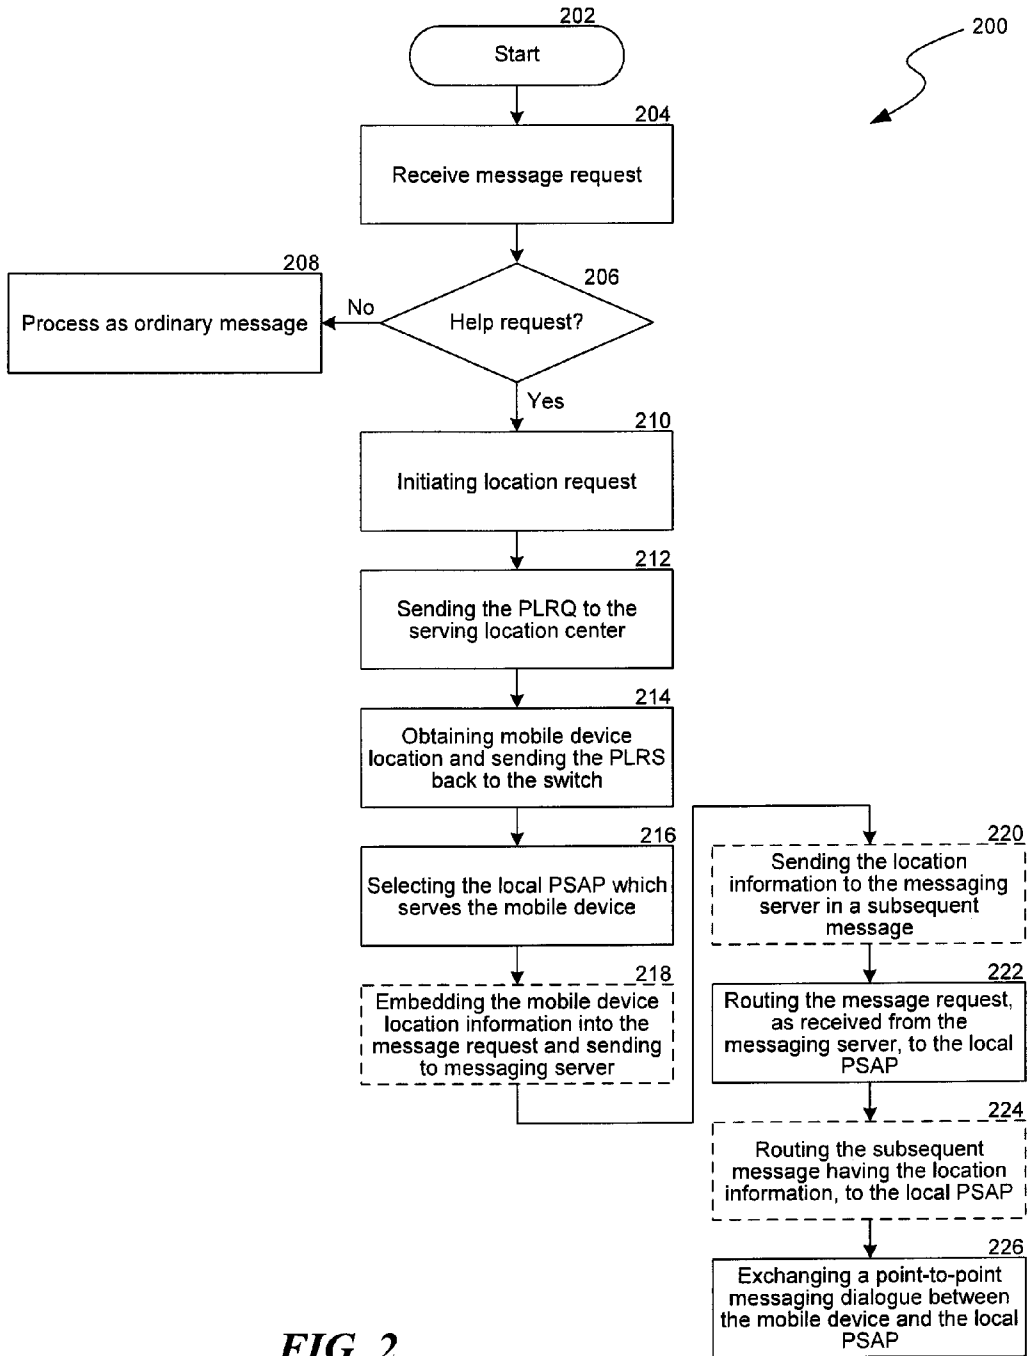 202
Start
200
204
Receive message request
206
Help request?
No
208
Process as ordinary message
Yes
210
Initiating location request
212
Sending the PLRQ to the
serving location center
214
Obtaining mobile device
location and sending the PLRS
back to the switch
216
Selecting the local PSAP which
serves the mobile device
218
Embedding the mobile device
location information into the
message request and sending
to messaging server
220
Sending the location
information to the messaging
server in a subsequent
message
222
Routing the message request,
as received from the
messaging server, to the local
PSAP
224
Routing the subsequent
message having the location
information, to the local PSAP
226
Exchanging a point-to-point
messaging dialogue between
the mobile device and the local
PSAP
FIG. 2